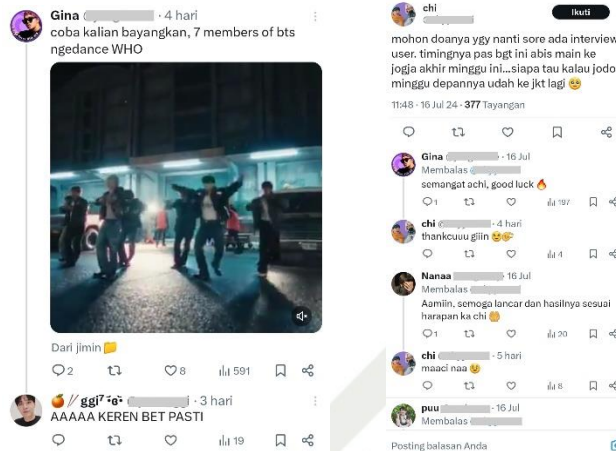 Gina
· 4 hari
coba kalian bayangkan, 7 members of bts
ngedance WHO
Dari jimin
2
8
591
ggi⁷
· 3 hari
AAAAA KEREN BET PASTI
19
chi
Ikuti
mohon doanya ygy nanti sore ada interview
user. timingnya pas bgt ini abis main ke
jogja akhir minggu ini...siapa tau kalau jodo
minggu depannya udah ke jkt lagi
11:48 · 16 Jul 24 · 377 Tayangan
Gina
· 16 Jul
Membalas
semangat achi, good luck
1
197
chi
· 4 hari
thankcuuu giiin
4
Nanaa
· 16 Jul
Membalas
Aamiin, semoga lancar dan hasilnya sesuai
harapan ka chi
1
20
chi
· 5 hari
maaci naa
8
puu
· 16 Jul
Membalas
Posting balasan Anda